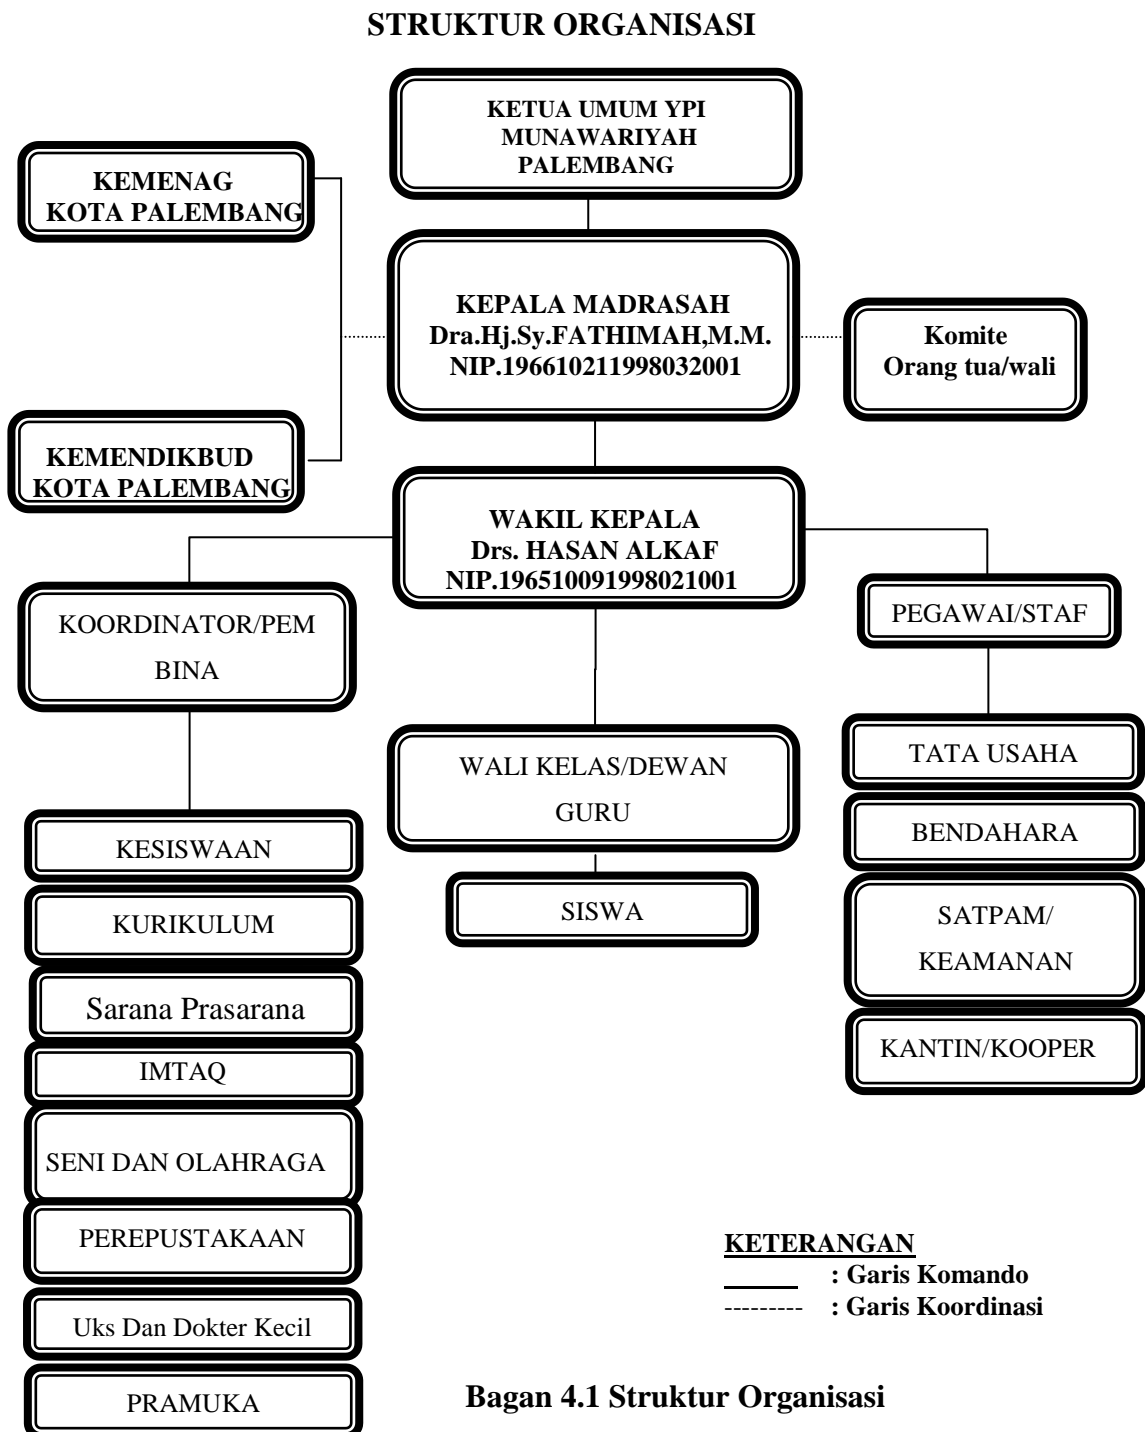 STRUKTUR ORGANISASI
KETUA UMUM YPI
MUNAWARIYAH
PALEMBANG
KEMENAG
KOTA PALEMBANG
KEPALA MADRASAH
Dra.Hj.Sy.FATHIMAH,M.M.
NIP.196610211998032001
Komite
Orang tua/wali
KEMENDIKBUD
KOTA PALEMBANG
WAKIL KEPALA
Drs. HASAN ALKAF
NIP.196510091998021001
KOORDINATOR/PEM
BINA
PEGAWAI/STAF
WALI KELAS/DEWAN
GURU
SISWA
KESISWAAN
KURIKULUM
Sarana Prasarana
IMTAQ
SENI DAN OLAHRAGA
PEREPUSTAKAAN
Uks Dan Dokter Kecil
PRAMUKA
TATA USAHA
BENDAHARA
SATPAM/
KEAMANAN
KANTIN/KOOPER
KETERANGAN
______ : Garis Komando
--------- : Garis Koordinasi
Bagan 4.1 Struktur Organisasi